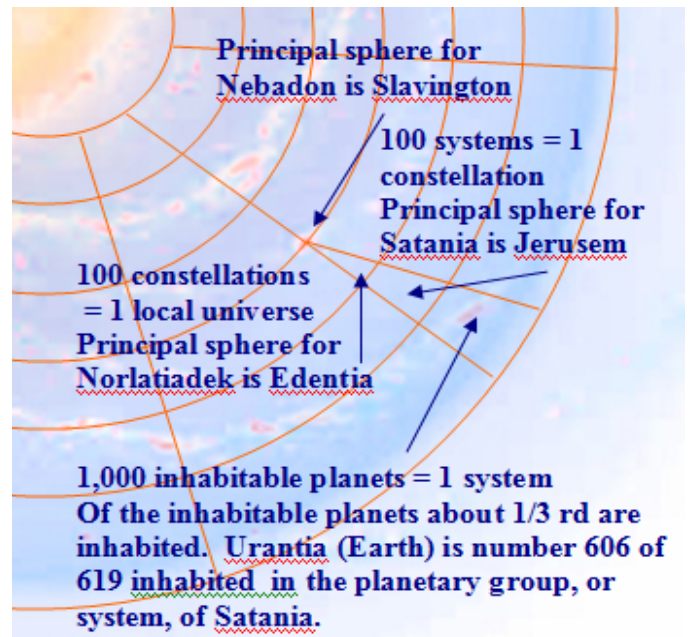 Principal sphere for
Nebadon is Slavington
100 systems = 1
constellation
Principal sphere for
Satania is Jerusem
100 constellations
= 1 local universe
Principal sphere for
Norlatiadek is Edentia
1,000 inhabitable planets = 1 system
Of the inhabitable planets about 1/3 rd are
inhabited. Urantia (Earth) is number 606 of
619 inhabited in the planetary group, or
system, of Satania.